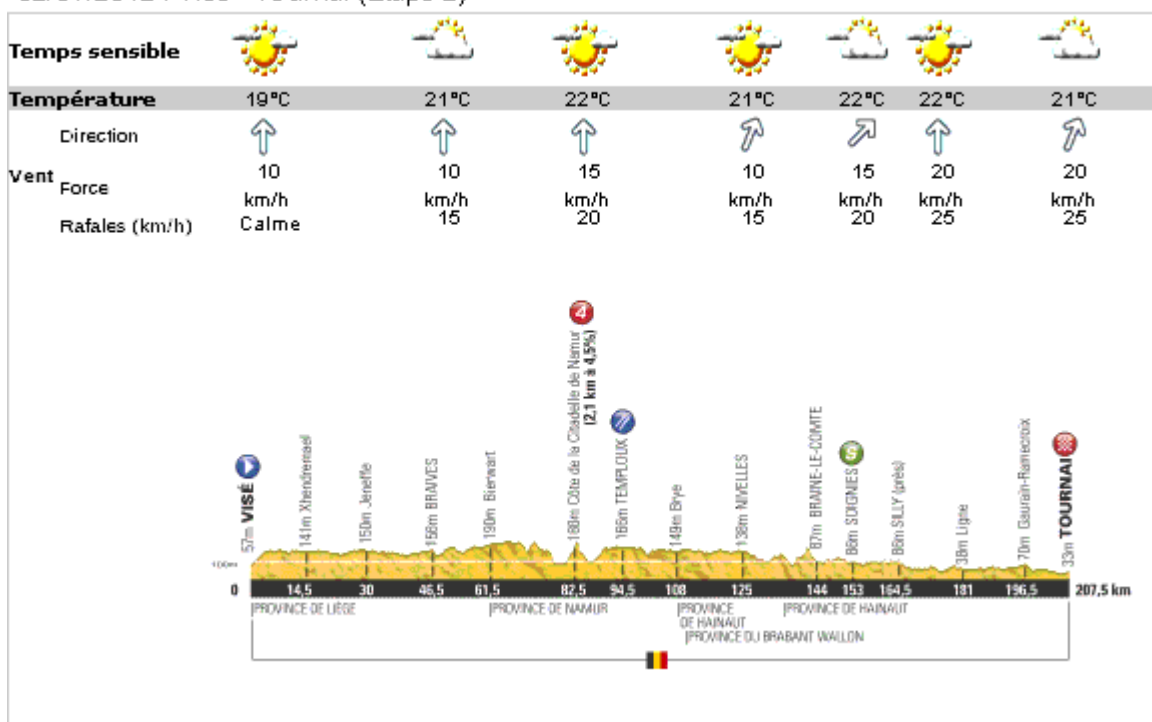 Temps sensible
Température 19°C 21°C 22°C 21°C 22°C 22°C 21°C
Direction
Vent
Force
10 km/h 10 km/h 15 km/h 10 km/h 15 km/h 20 km/h 20 km/h
Rafales (km/h) Calme 15 20 15 20 25 25
57m VISÉ
141m Xhendremael
150m Jeneffe
156m BRAIVES
190m Bierwart
4
188m Côte de la Citadelle de Namur
(2,1 km à 4,5%)
166m TEMPLOUX
149m Brye
138m NIVELLES
87m BRAINE-LE-COMTE
S
86m SOIGNIES
86m SILLY (près)
38m Ligne
70m Gaurain-Ramecroix
33m TOURNAI
100m
0 14,5 30 46,5 61,5 82,5 94,5 108 125 144 153 164,5 181 196,5 207,5 km
PROVINCE DE LIÈGE
PROVINCE DE NAMUR
PROVINCE
DE HAINAUT
PROVINCE DU BRABANT WALLON
PROVINCE DE HAINAUT